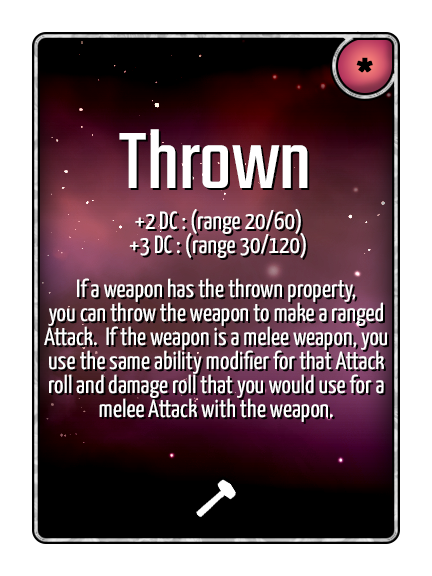 *
Thrown
+2 DC : (range 20/60)
+3 DC : (range 30/120)
If a weapon has the thrown property,
you can throw the weapon to make a ranged
Attack. If the weapon is a melee weapon, you
use the same ability modifier for that Attack
roll and damage roll that you would use for a
melee Attack with the weapon.